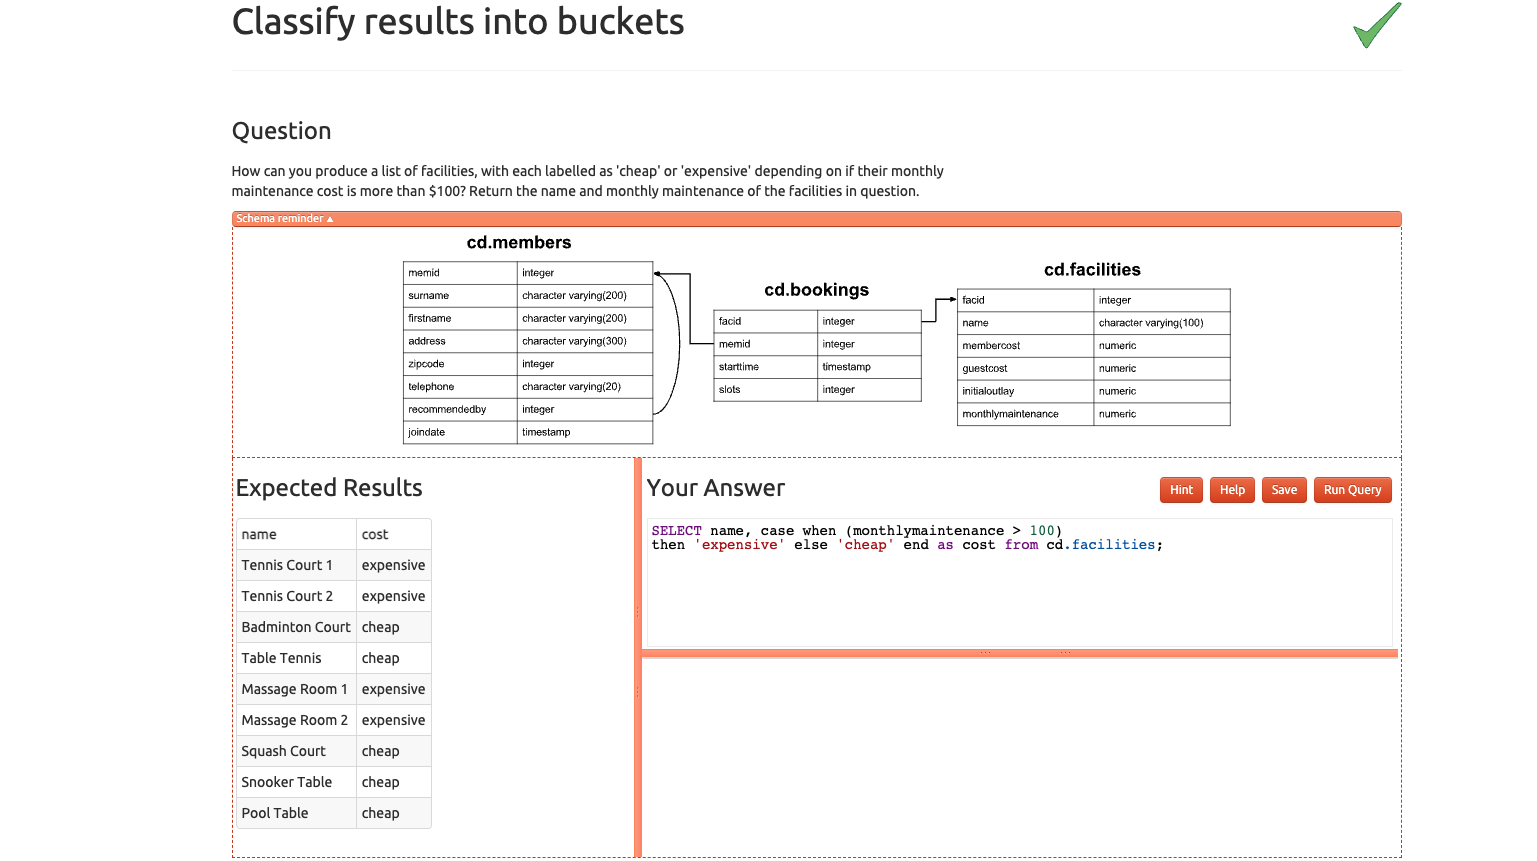 Classify results into buckets
Question
How can you produce a list of facilities, with each labelled as 'cheap' or 'expensive' depending on if their monthly
maintenance cost is more than $100? Return the name and monthly maintenance of the facilities in question.
Schema reminder ▲
cd.members
memid integer
surname character varying(200)
firstname character varying(200)
address character varying(300)
zipcode integer
telephone character varying(20)
recommendedby integer
joindate timestamp
cd.bookings
facid integer
memid integer
starttime timestamp
slots integer
cd.facilities
facid integer
name character varying(100)
membercost numeric
guestcost numeric
initialoutlay numeric
monthlymaintenance numeric
Expected Results
name cost
Tennis Court 1 expensive
Tennis Court 2 expensive
Badminton Court cheap
Table Tennis cheap
Massage Room 1 expensive
Massage Room 2 expensive
Squash Court cheap
Snooker Table cheap
Pool Table cheap
Your Answer
Hint Help Save Run Query
SELECT name, case when (monthlymaintenance > 100)
then 'expensive' else 'cheap' end as cost from cd.facilities;